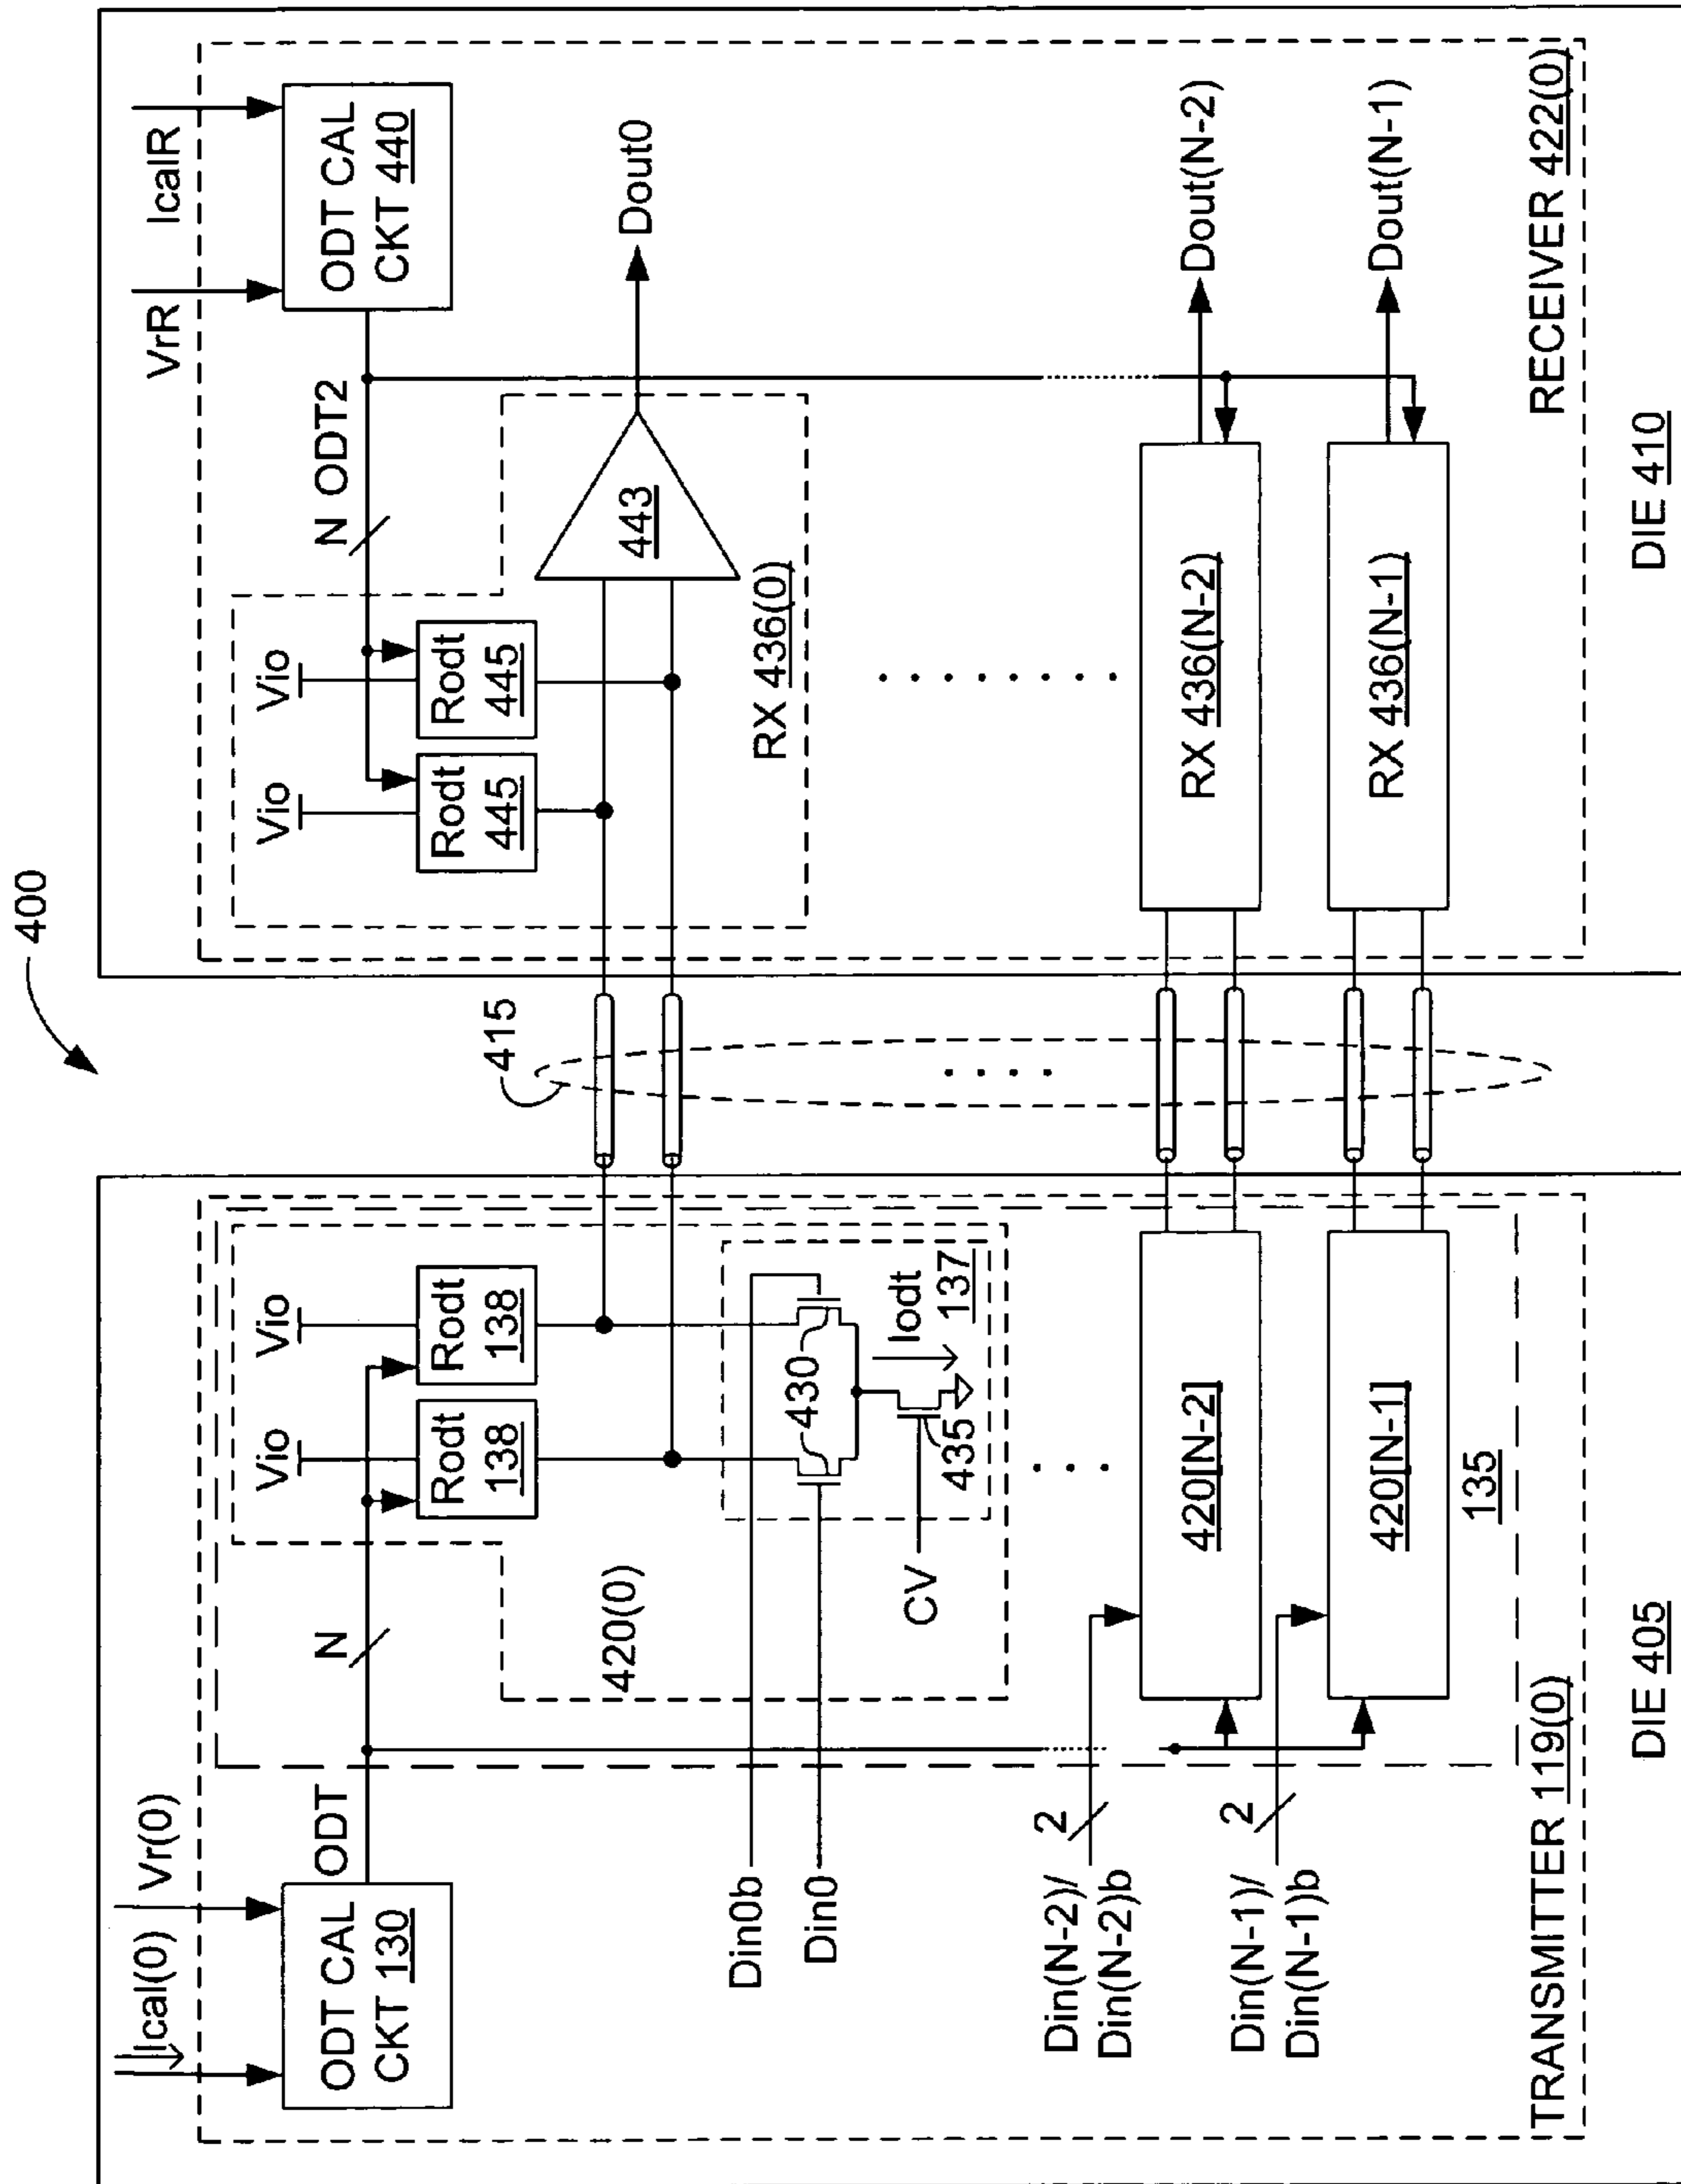 400
Ical(0)
Vr(0)
ODT CAL
CKT 130
ODT
N
Vio
Vio
Rodt
138
Rodt
138
420(0)
430
Iodt
137
435
CV
Din0b
Din0
Din(N-2)/
Din(N-2)b
2
Din(N-1)/
Din(N-1)b
2
420[N-2]
420[N-1]
135
TRANSMITTER 119(0)
DIE 405
415
VrR
IcalR
ODT CAL
CKT 440
N ODT2
Vio
Vio
Rodt
445
Rodt
445
443
Dout0
RX 436(0)
RX 436(N-2)
Dout(N-2)
RX 436(N-1)
Dout(N-1)
RECEIVER 422(0)
DIE 410